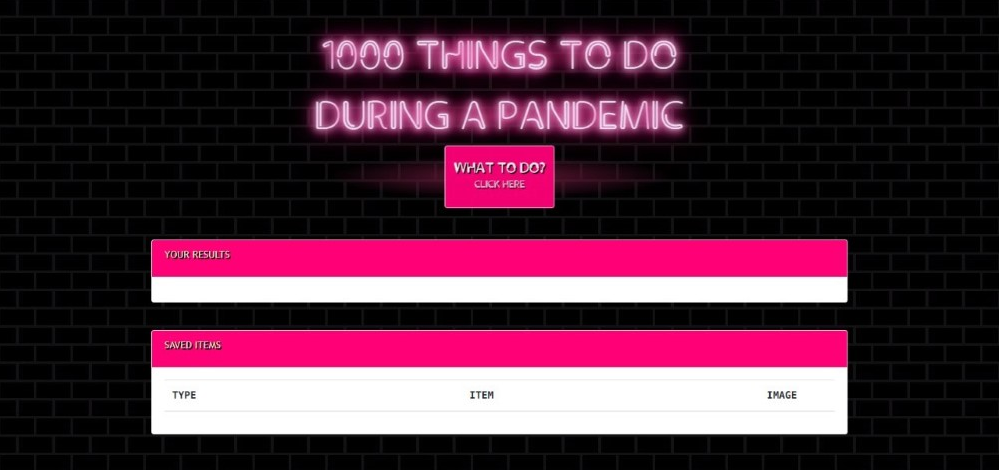 1000 THINGS TO DO
DURING A PANDEMIC
WHAT TO DO?
CLICK HERE
YOUR RESULTS
SAVED ITEMS
TYPE ITEM IMAGE